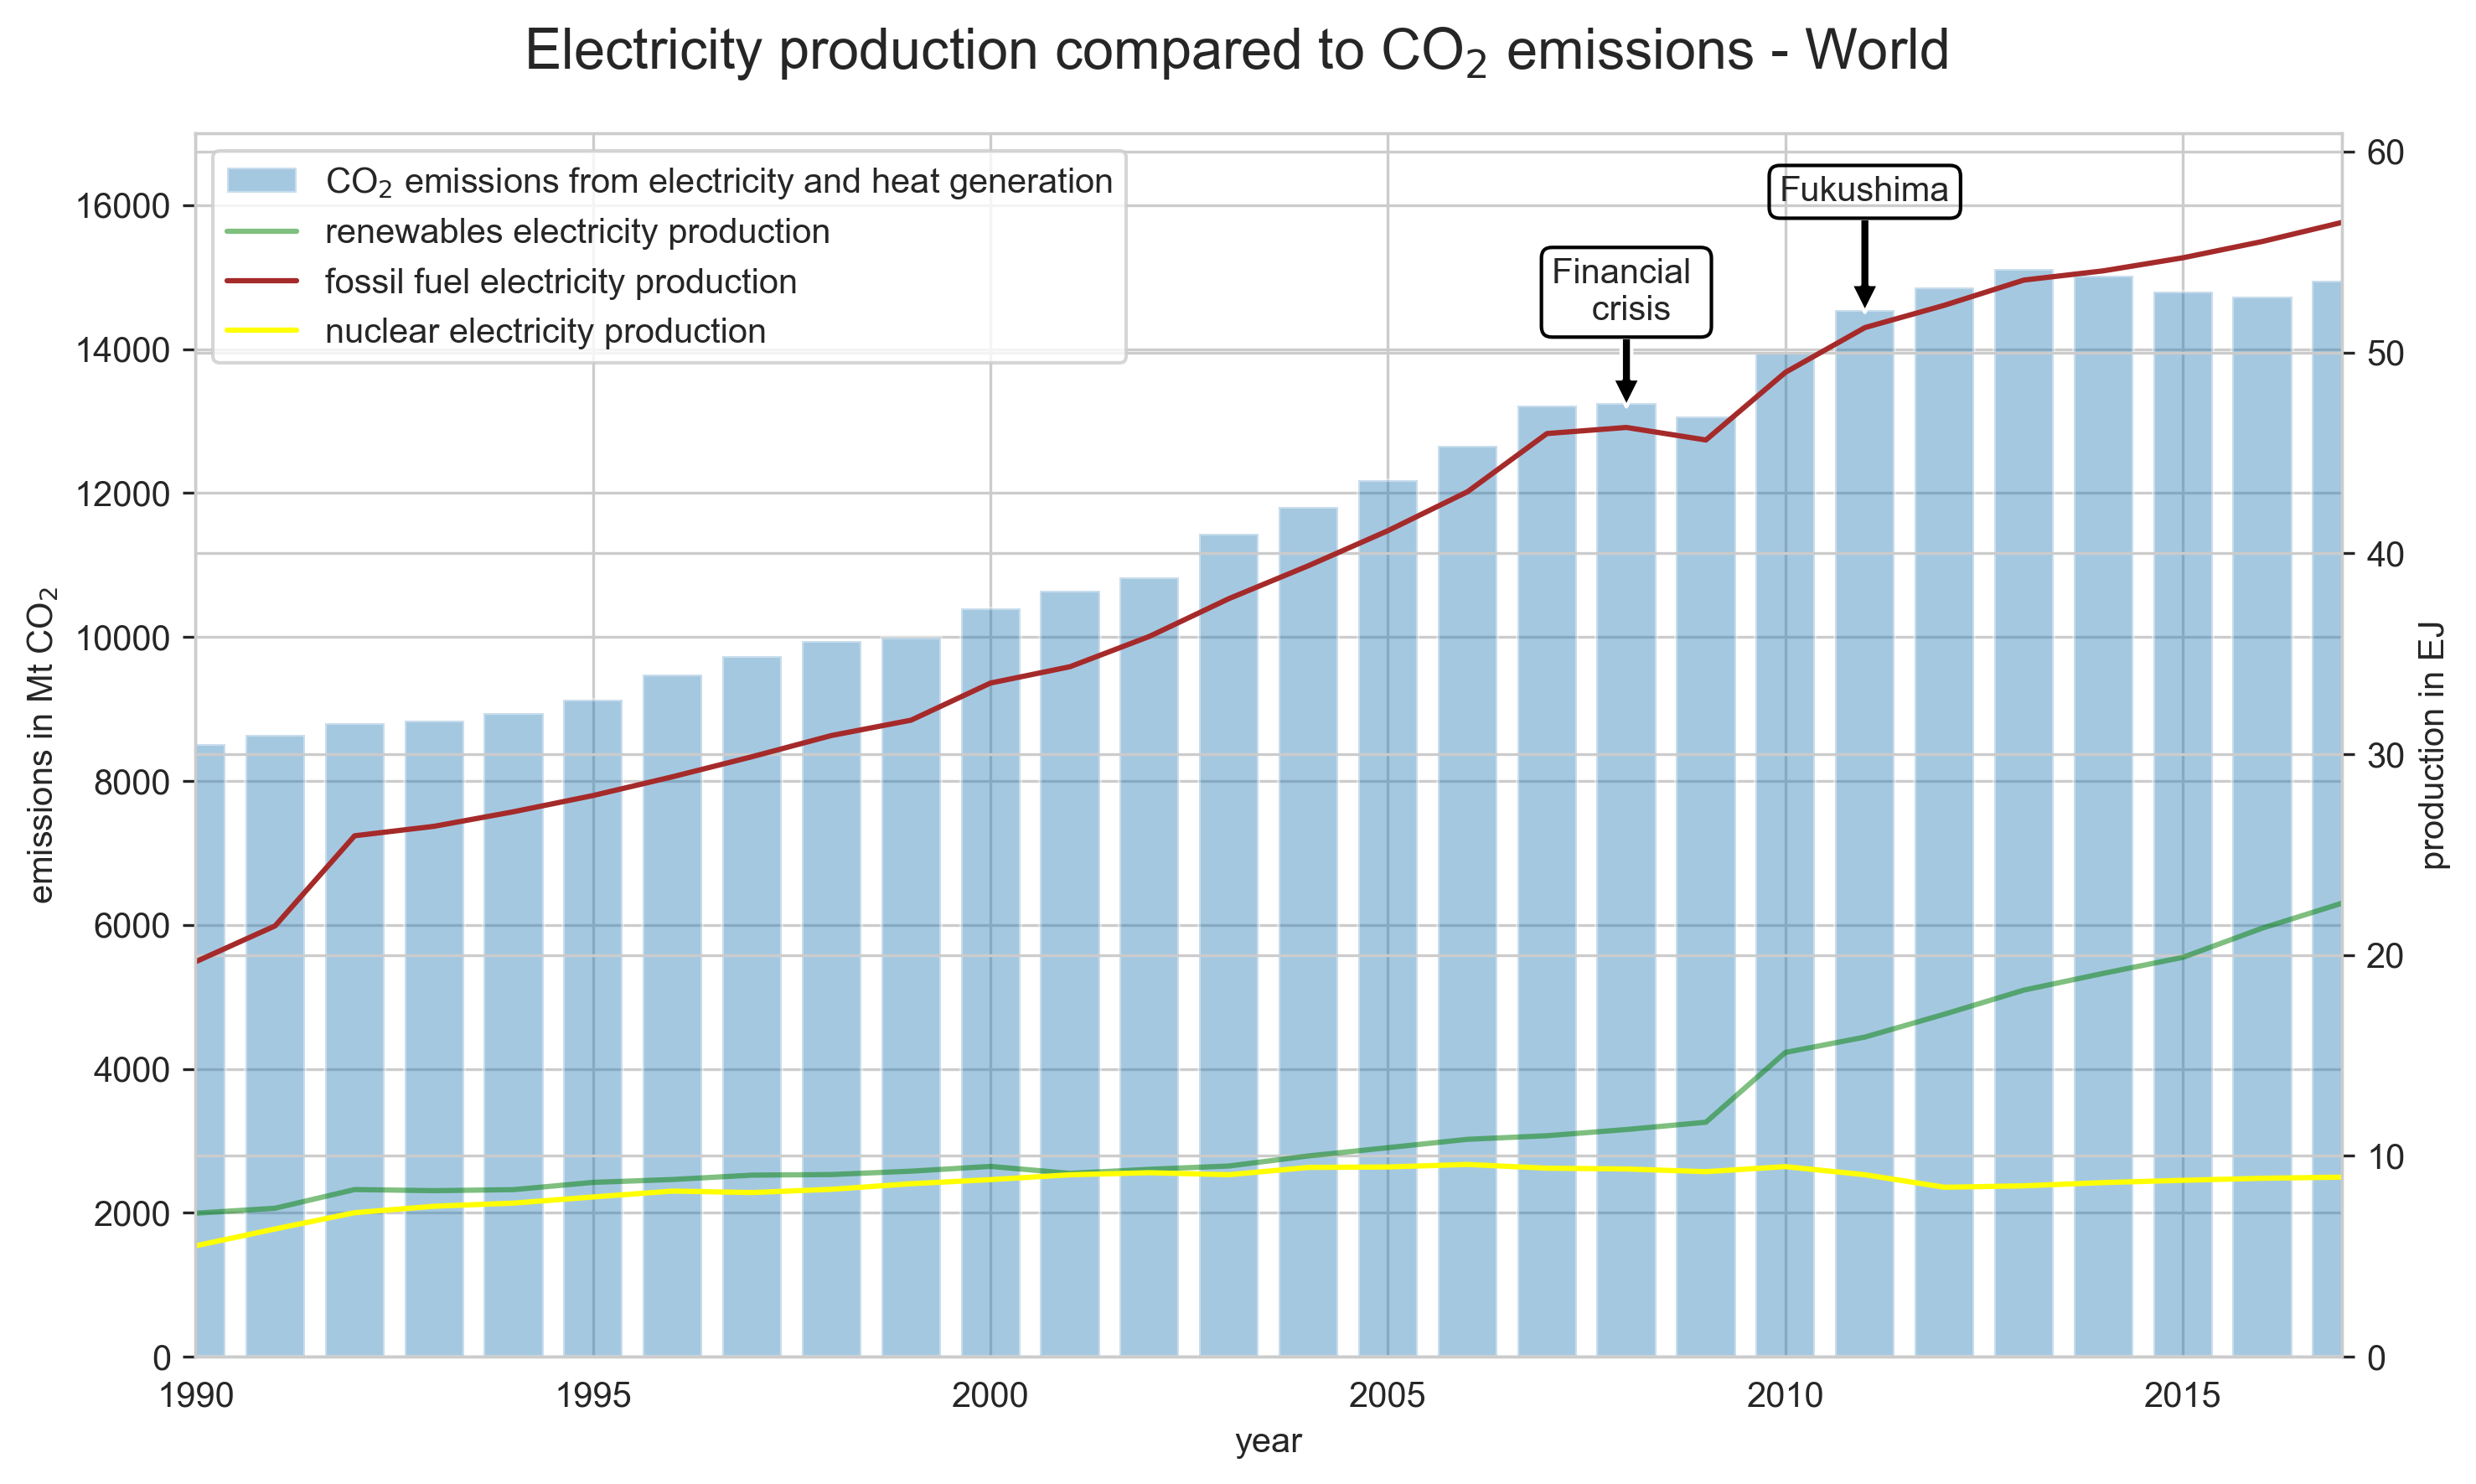 Electricity production compared to CO₂ emissions - World
CO₂ emissions from electricity and heat generation
renewables electricity production
fossil fuel electricity production
nuclear electricity production
Fukushima
Financial
crisis
emissions in Mt CO₂
16000
14000
12000
10000
8000
6000
4000
2000
0
60
50
40
30
20
10
0
production in EJ
1990 1995 2000 2005 2010 2015
year